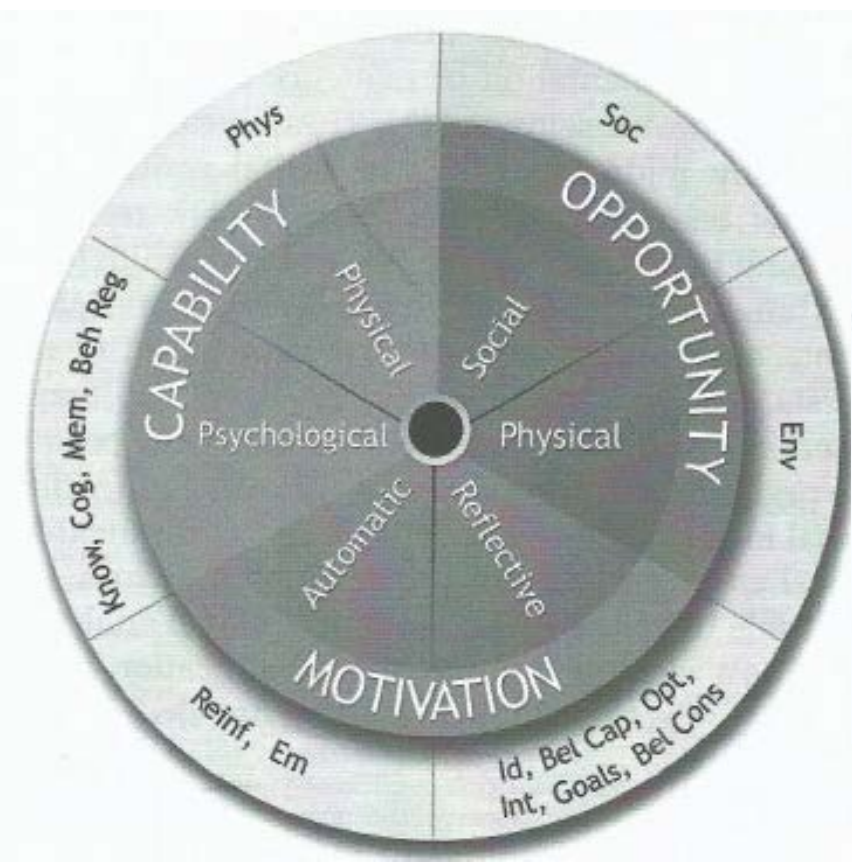 Phys
Soc
CAPABILITY
OPPORTUNITY
Physical
Social
Know, Cog, Mem, Beh Reg
Psychological
Physical
Env
Automatic
Reflective
MOTIVATION
Reinf, Em
Id, Bel Cap, Opt,
Int, Goals, Bel Cons